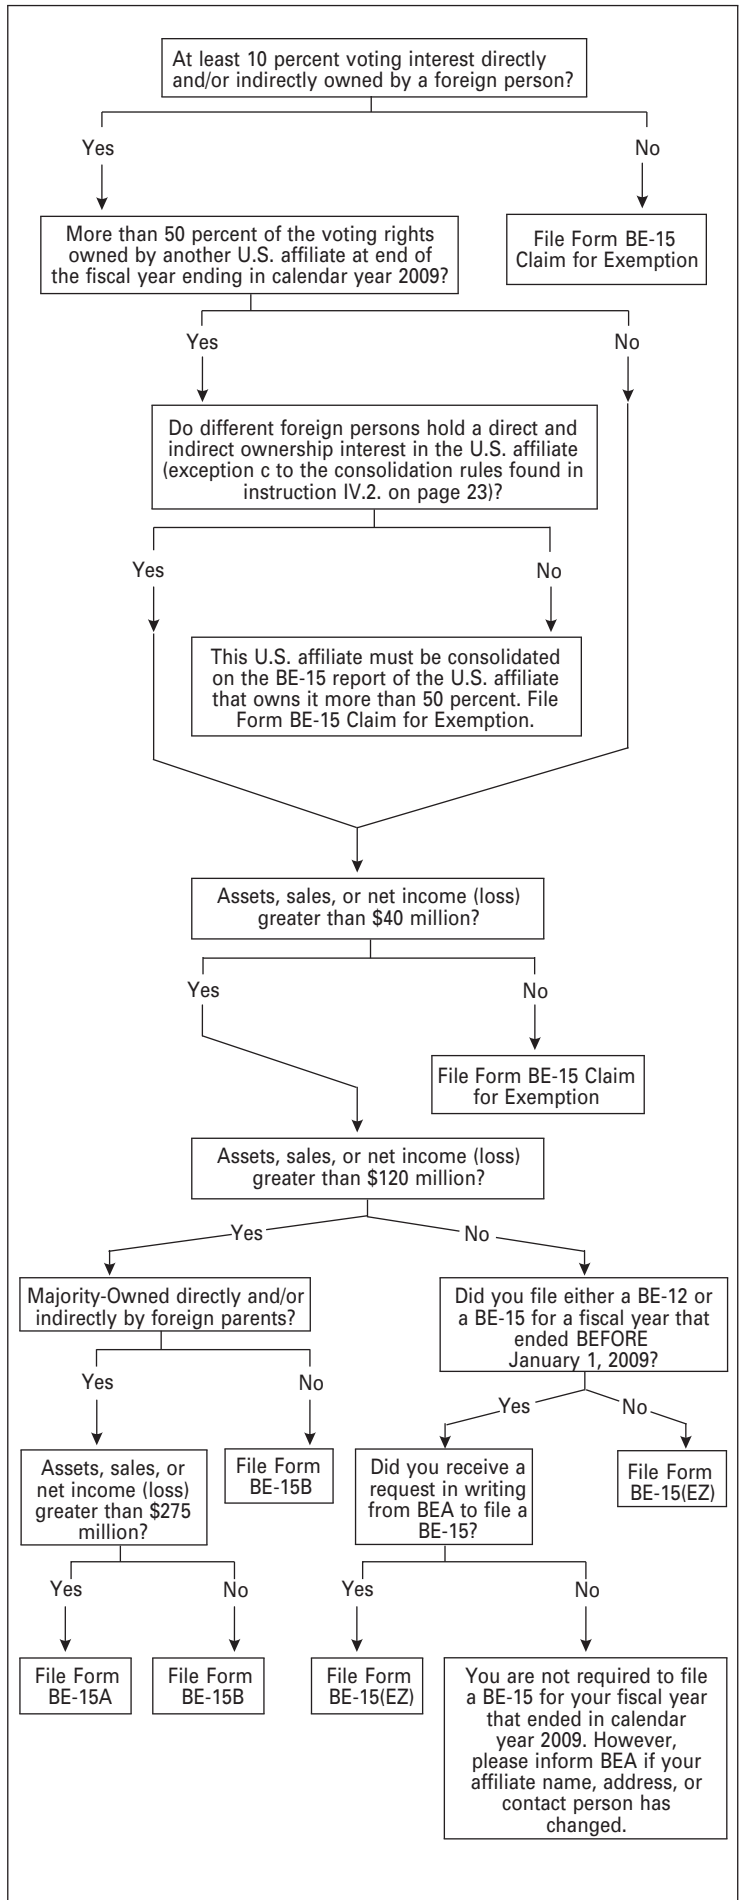 At least 10 percent voting interest directly
and/or indirectly owned by a foreign person?
Yes
No
More than 50 percent of the voting rights
owned by another U.S. affiliate at end of
the fiscal year ending in calendar year 2009?
File Form BE-15
Claim for Exemption
Yes
No
Do different foreign persons hold a direct and
indirect ownership interest in the U.S. affiliate
(exception c to the consolidation rules found in
instruction IV.2. on page 23)?
Yes
No
This U.S. affiliate must be consolidated
on the BE-15 report of the U.S. affiliate
that owns it more than 50 percent. File
Form BE-15 Claim for Exemption.
Assets, sales, or net income (loss)
greater than $40 million?
Yes
No
File Form BE-15 Claim
for Exemption
Assets, sales, or net income (loss)
greater than $120 million?
Yes
No
Majority-Owned directly and/or
indirectly by foreign parents?
Did you file either a BE-12 or
a BE-15 for a fiscal year that
ended BEFORE
January 1, 2009?
Yes
No
Yes
No
Assets, sales, or
net income (loss)
greater than $275
million?
File Form
BE-15B
Did you receive a
request in writing
from BEA to file a
BE-15?
File Form
BE-15(EZ)
Yes
No
Yes
No
File Form
BE-15A
File Form
BE-15B
File Form
BE-15(EZ)
You are not required to file
a BE-15 for your fiscal year
that ended in calendar
year 2009. However,
please inform BEA if your
affiliate name, address, or
contact person has
changed.